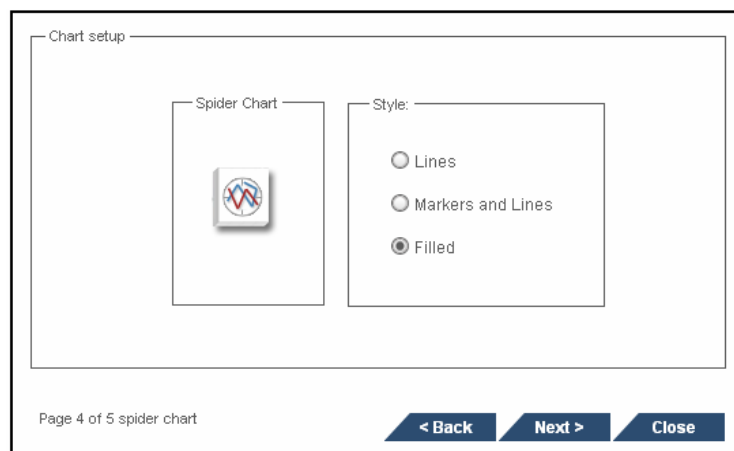 Chart setup
Spider Chart
Style:
Lines
Markers and Lines
Filled
Page 4 of 5 spider chart
< Back
Next >
Close